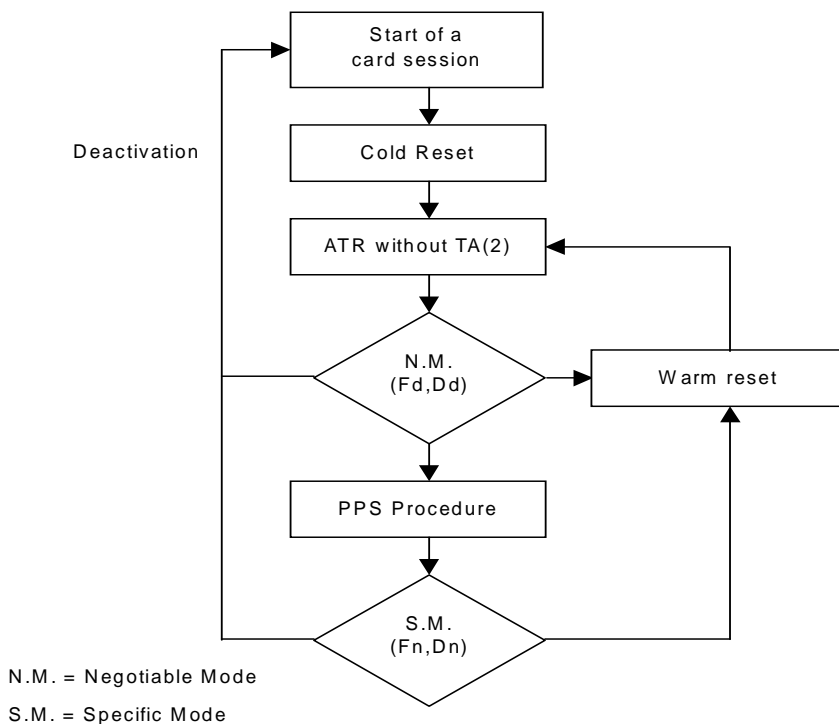 Start of a
card session
Deactivation
Cold Reset
ATR without TA(2)
N.M.
(Fd,Dd)
Warm reset
PPS Procedure
S.M.
(Fn,Dn)
N.M. = Negotiable Mode
S.M. = Specific Mode